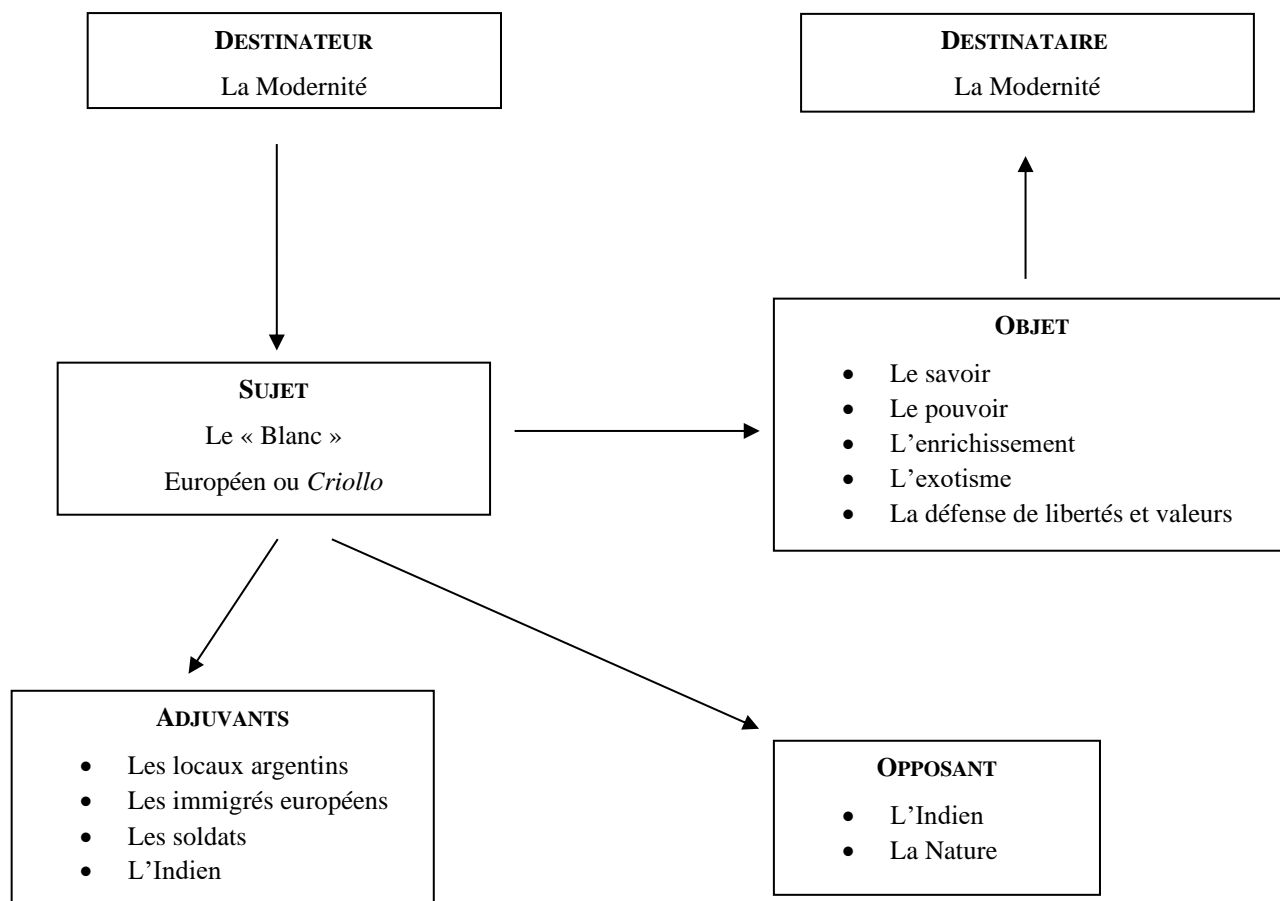 DESTINATEUR
La Modernité
DESTINATAIRE
La Modernité
SUJET
Le « Blanc »
Européen ou Criollo
OBJET
• Le savoir
• Le pouvoir
• L’enrichissement
• L’exotisme
• La défense de libertés et valeurs
ADJUVANTS
• Les locaux argentins
• Les immigrés européens
• Les soldats
• L’Indien
OPPOSANT
• L’Indien
• La Nature